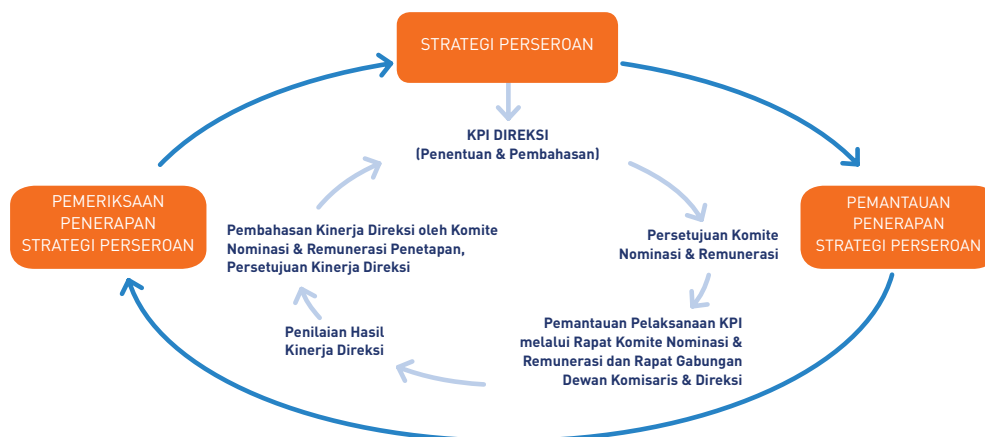 STRATEGI PERSEROAN
KPI DIREKSI
(Penentuan & Pembahasan)
PEMERIKSAAN
PENERAPAN
STRATEGI PERSEROAN
PEMANTAUAN
PENERAPAN
STRATEGI PERSEROAN
Pembahasan Kinerja Direksi oleh Komite
Nominasi & Remunerasi Penetapan,
Persetujuan Kinerja Direksi
Persetujuan Komite
Nominasi & Remunerasi
Penilaian Hasil
Kinerja Direksi
Pemantauan Pelaksanaan KPI
melalui Rapat Komite Nominasi &
Remunerasi dan Rapat Gabungan
Dewan Komisaris & Direksi